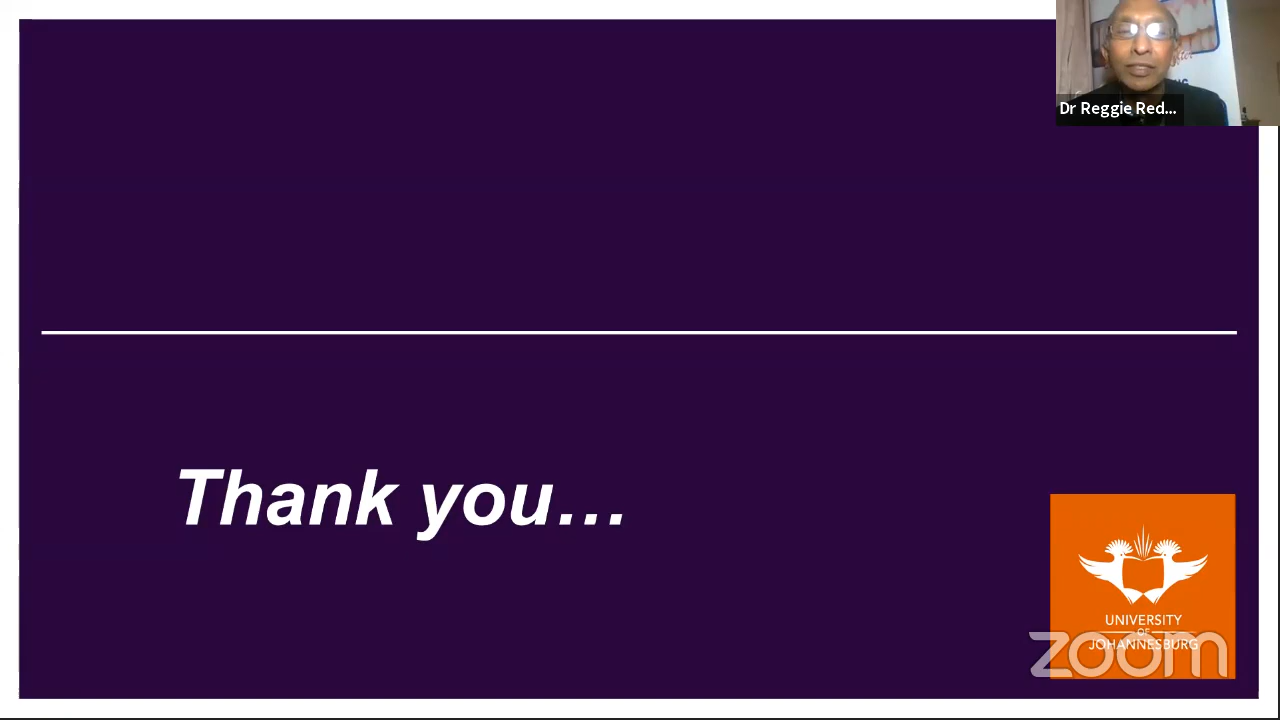 Dr Reggie Red...
Thank you...
UNIVERSITY
OF
JOHANNESBURG
zoom